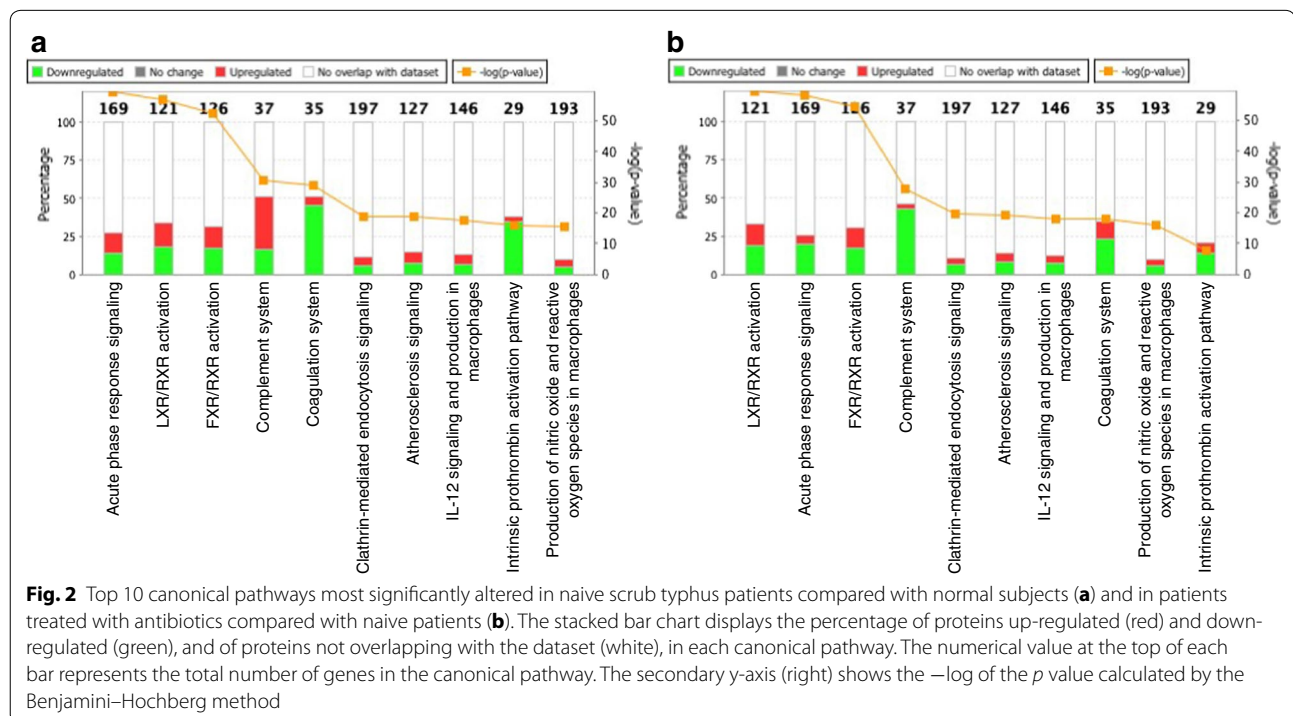 a
Downregulated No change Upregulated No overlap with dataset -log(p-value)
169 121 126 37 35 197 127 146 29 193
100
75
50
25
0
Percentage
50
40
30
20
10
0
-log(p-value)
Acute phase response signaling
LXR/RXR activation
FXR/RXR activation
Complement system
Coagulation system
Clathrin-mediated endocytosis signaling
Atherosclerosis signaling
IL-12 signaling and production in
macrophages
Intrinsic prothrombin activation pathway
Production of nitric oxide and reactive
oxygen species in macrophages
b
Downregulated No change Upregulated No overlap with dataset -log(p-value)
121 169 126 37 197 127 146 35 193 29
100
75
50
25
0
Percentage
50
40
30
20
10
0
-log(p-value)
LXR/RXR activation
Acute phase response signaling
FXR/RXR activation
Complement system
Clathrin-mediated endocytosis signaling
Atherosclerosis signaling
IL-12 signaling and production in
macrophages
Coagulation system
Production of nitric oxide and reactive
oxygen species in macrophages
Intrinsic prothrombin activation pathway
Fig. 2 Top 10 canonical pathways most significantly altered in naive scrub typhus patients compared with normal subjects (a) and in patients
treated with antibiotics compared with naive patients (b). The stacked bar chart displays the percentage of proteins up-regulated (red) and down-
regulated (green), and of proteins not overlapping with the dataset (white), in each canonical pathway. The numerical value at the top of each
bar represents the total number of genes in the canonical pathway. The secondary y-axis (right) shows the −log of the p value calculated by the
Benjamini–Hochberg method